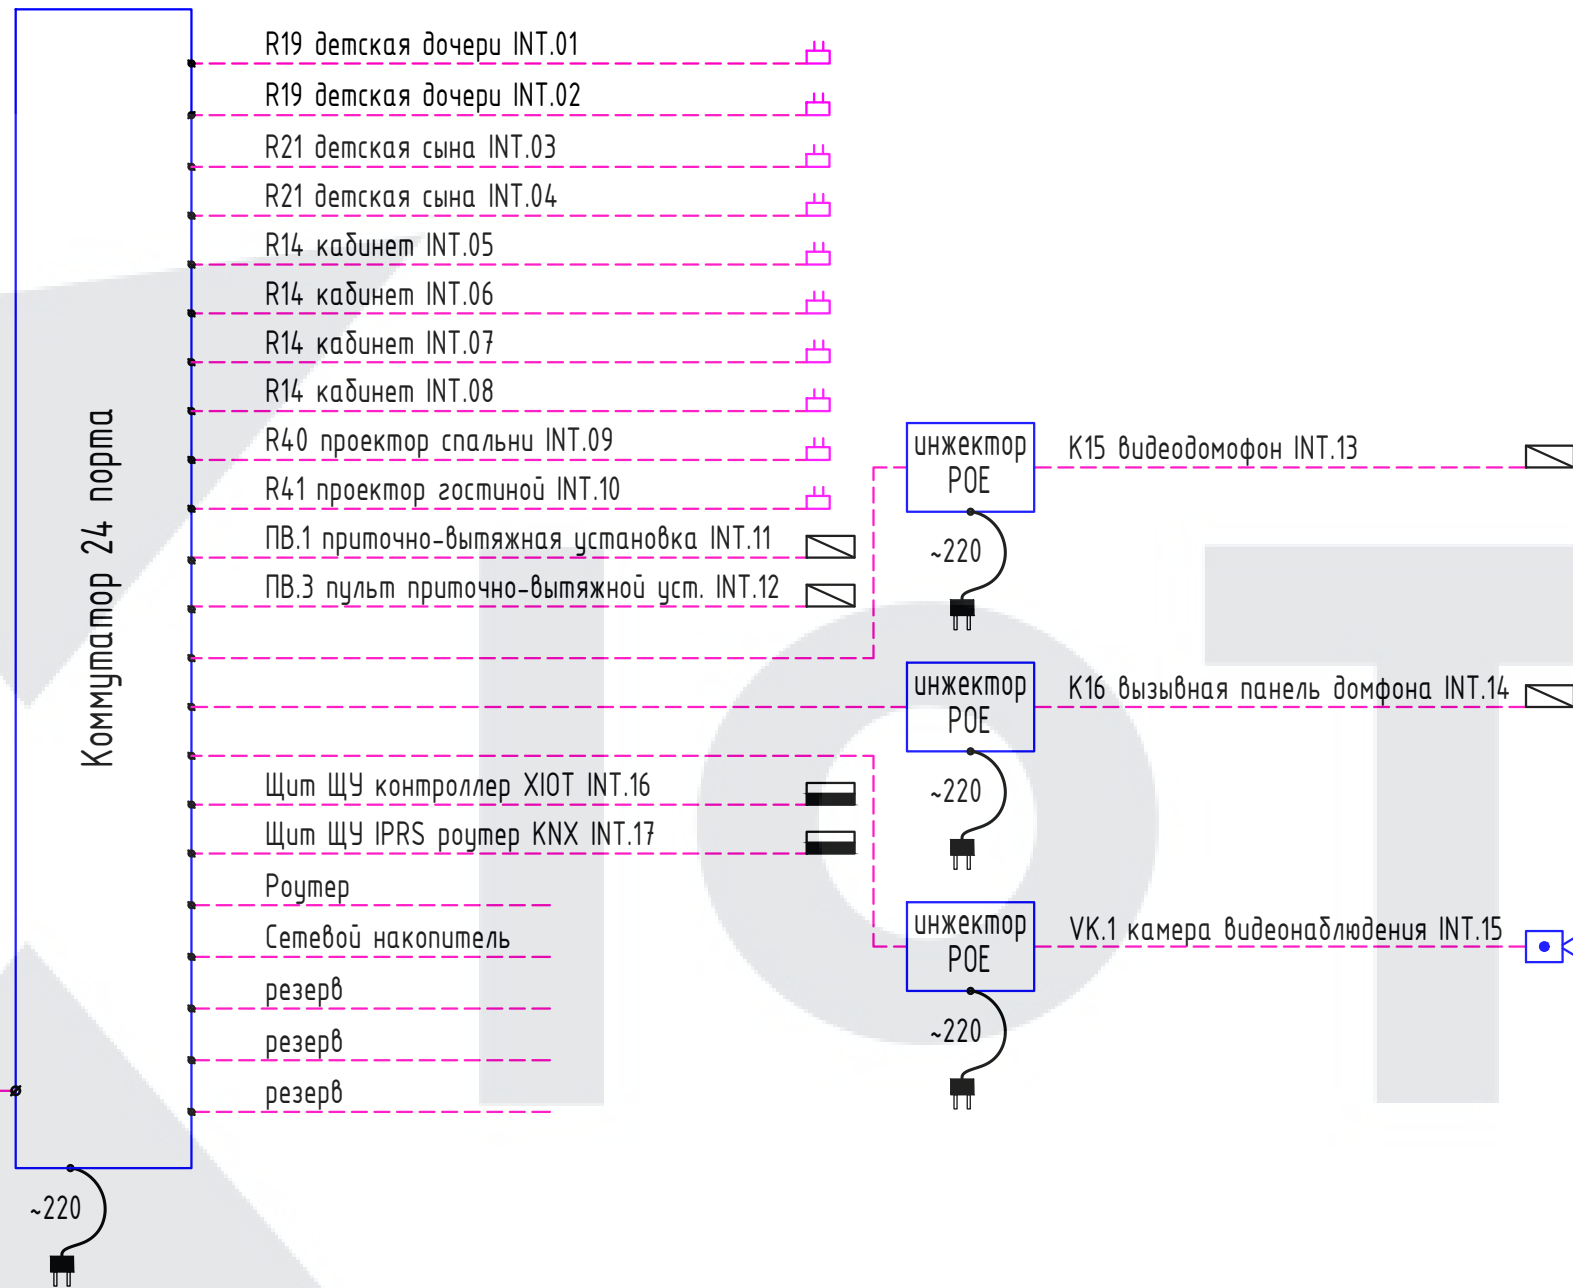 R19 детская дочери INT.01
R19 детская дочери INT.02
R21 детская сына INT.03
R21 детская сына INT.04
R14 кабинет INT.05
R14 кабинет INT.06
R14 кабинет INT.07
R14 кабинет INT.08
R40 проектор спальни INT.09
R41 проектор гостиной INT.10
ПВ.1 приточно-вытяжная установка INT.11
ПВ.3 пульт приточно-вытяжной уст. INT.12
Коммутатор 24 порта
Щит ЩУ контроллер XIOT INT.16
Щит ЩУ IPRS роутер KNX INT.17
Роутер
Сетевой накопитель
резерв
резерв
резерв
~220
инжектор
POE
~220
K15 видеодомофон INT.13
инжектор
POE
~220
K16 вызывная панель домфона INT.14
инжектор
POE
~220
VK.1 камера видеонаблюдения INT.15
IOT